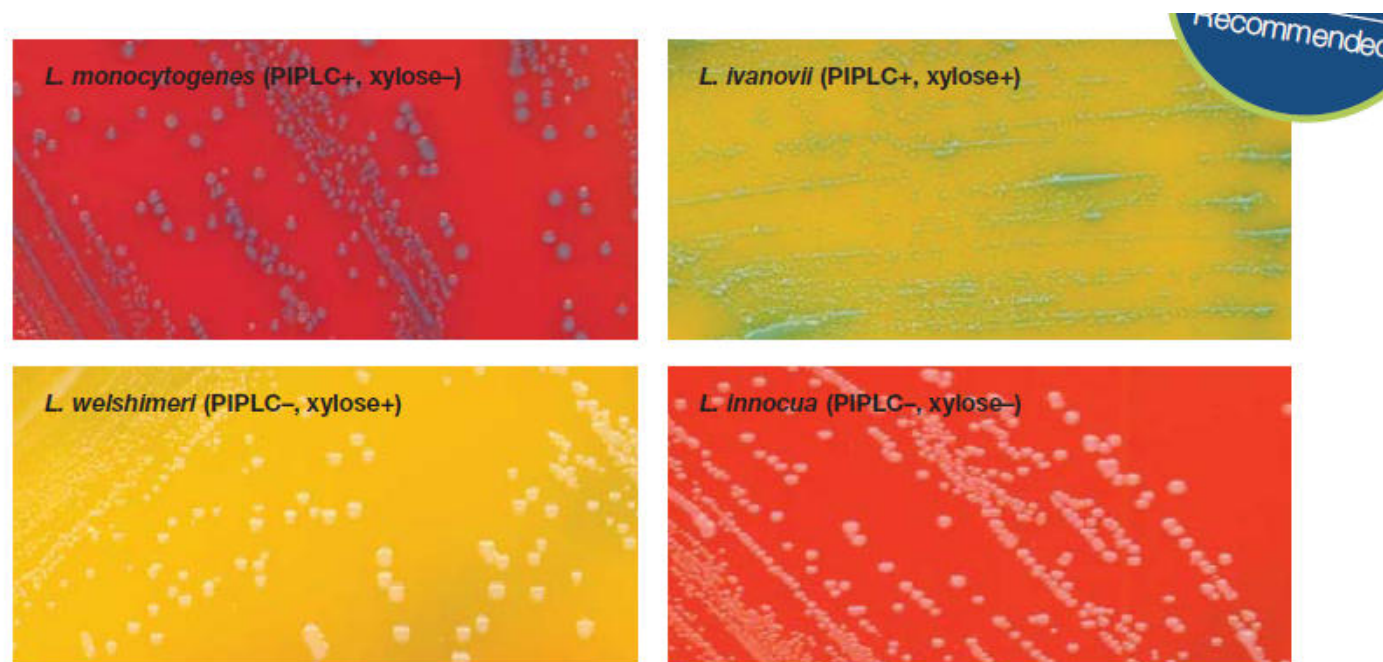 Recommended
L. monocytogenes (PIPLC+, xylose–)
L. ivanovii (PIPLC+, xylose+)
L. welshimeri (PIPLC–, xylose+)
L. innocua (PIPLC–, xylose–)